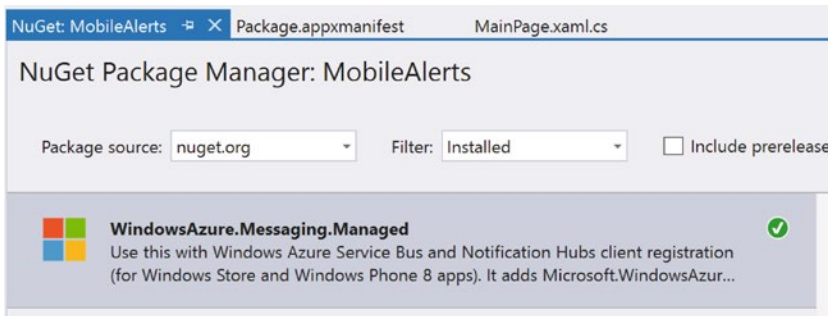 NuGet: MobileAlerts Package.appxmanifest MainPage.xaml.cs
NuGet Package Manager: MobileAlerts
Package source: nuget.org Filter: Installed Include prerelease
WindowsAzure.Messaging.Managed
Use this with Windows Azure Service Bus and Notification Hubs client registration
(for Windows Store and Windows Phone 8 apps). It adds Microsoft.WindowsAzur...